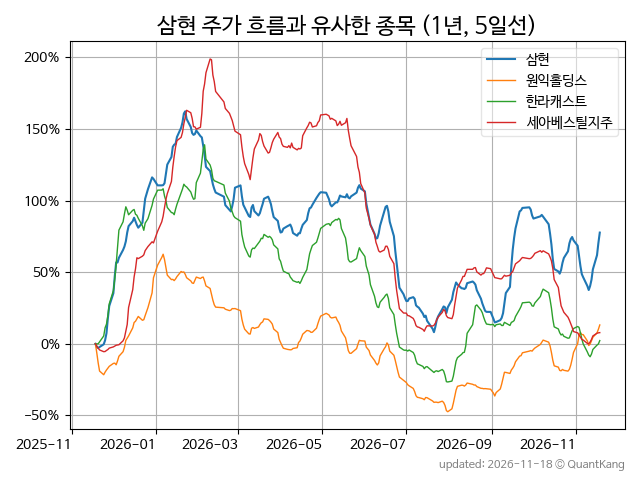 삼현 주가 흐름과 유사한 종목 (1년, 5일선)
삼현
원익홀딩스
한라캐스트
세아베스틸지주
200%
150%
100%
50%
0%
−50%
2025−11
2026−01
2026−03
2026−05
2026−07
2026−09
2026−11
updated: 2026−11−18 © QuantKang